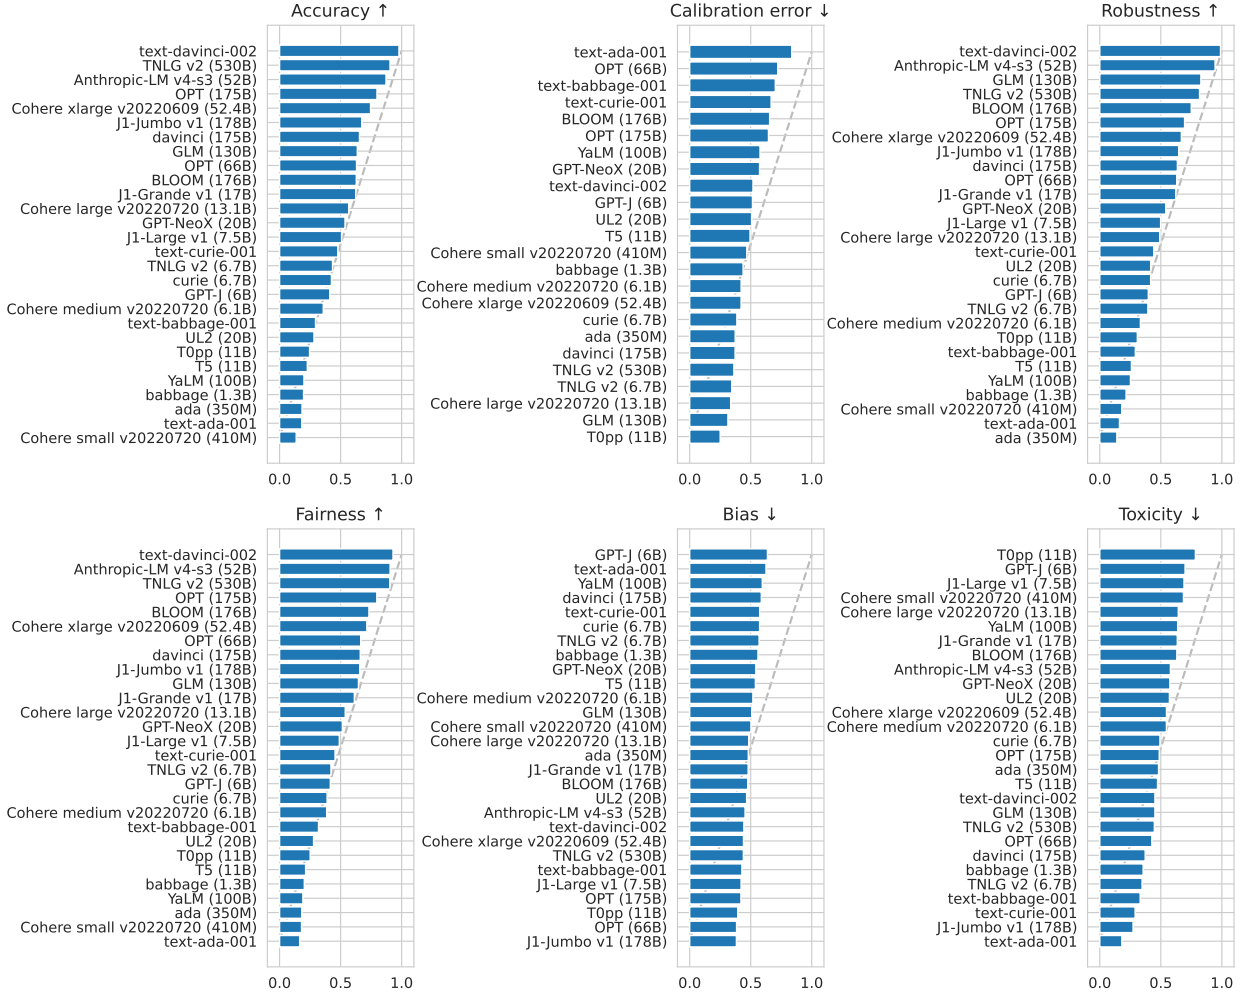 Accuracy ↑
text-davinci-002
TNLG v2 (530B)
Anthropic-LM v4-s3 (52B)
OPT (175B)
Cohere xlarge v20220609 (52.4B)
J1-Jumbo v1 (178B)
davinci (175B)
GLM (130B)
OPT (66B)
BLOOM (176B)
J1-Grande v1 (17B)
Cohere large v20220720 (13.1B)
GPT-NeoX (20B)
J1-Large v1 (7.5B)
text-curie-001
TNLG v2 (6.7B)
curie (6.7B)
GPT-J (6B)
Cohere medium v20220720 (6.1B)
text-babbage-001
UL2 (20B)
T0pp (11B)
T5 (11B)
YaLM (100B)
babbage (1.3B)
ada (350M)
text-ada-001
Cohere small v20220720 (410M)
0.0 0.5 1.0
Calibration error ↓
text-ada-001
OPT (66B)
text-babbage-001
text-curie-001
BLOOM (176B)
OPT (175B)
YaLM (100B)
GPT-NeoX (20B)
text-davinci-002
GPT-J (6B)
UL2 (20B)
T5 (11B)
Cohere small v20220720 (410M)
babbage (1.3B)
Cohere medium v20220720 (6.1B)
Cohere xlarge v20220609 (52.4B)
curie (6.7B)
ada (350M)
davinci (175B)
TNLG v2 (530B)
TNLG v2 (6.7B)
Cohere large v20220720 (13.1B)
GLM (130B)
T0pp (11B)
0.0 0.5 1.0
Robustness ↑
text-davinci-002
Anthropic-LM v4-s3 (52B)
GLM (130B)
TNLG v2 (530B)
BLOOM (176B)
OPT (175B)
Cohere xlarge v20220609 (52.4B)
J1-Jumbo v1 (178B)
davinci (175B)
OPT (66B)
J1-Grande v1 (17B)
GPT-NeoX (20B)
J1-Large v1 (7.5B)
Cohere large v20220720 (13.1B)
text-curie-001
UL2 (20B)
curie (6.7B)
GPT-J (6B)
TNLG v2 (6.7B)
Cohere medium v20220720 (6.1B)
T0pp (11B)
text-babbage-001
T5 (11B)
YaLM (100B)
babbage (1.3B)
Cohere small v20220720 (410M)
text-ada-001
ada (350M)
0.0 0.5 1.0
Fairness ↑
text-davinci-002
Anthropic-LM v4-s3 (52B)
TNLG v2 (530B)
OPT (175B)
BLOOM (176B)
Cohere xlarge v20220609 (52.4B)
OPT (66B)
davinci (175B)
J1-Jumbo v1 (178B)
GLM (130B)
J1-Grande v1 (17B)
Cohere large v20220720 (13.1B)
GPT-NeoX (20B)
J1-Large v1 (7.5B)
text-curie-001
TNLG v2 (6.7B)
GPT-J (6B)
curie (6.7B)
Cohere medium v20220720 (6.1B)
text-babbage-001
UL2 (20B)
T0pp (11B)
T5 (11B)
babbage (1.3B)
YaLM (100B)
ada (350M)
Cohere small v20220720 (410M)
text-ada-001
0.0 0.5 1.0
Bias ↓
GPT-J (6B)
text-ada-001
YaLM (100B)
davinci (175B)
text-curie-001
curie (6.7B)
TNLG v2 (6.7B)
babbage (1.3B)
GPT-NeoX (20B)
T5 (11B)
Cohere medium v20220720 (6.1B)
GLM (130B)
Cohere small v20220720 (410M)
Cohere large v20220720 (13.1B)
ada (350M)
J1-Grande v1 (17B)
BLOOM (176B)
UL2 (20B)
Anthropic-LM v4-s3 (52B)
text-davinci-002
Cohere xlarge v20220609 (52.4B)
TNLG v2 (530B)
text-babbage-001
J1-Large v1 (7.5B)
OPT (175B)
T0pp (11B)
OPT (66B)
J1-Jumbo v1 (178B)
0.0 0.5 1.0
Toxicity ↓
T0pp (11B)
GPT-J (6B)
J1-Large v1 (7.5B)
Cohere small v20220720 (410M)
Cohere large v20220720 (13.1B)
YaLM (100B)
J1-Grande v1 (17B)
BLOOM (176B)
Anthropic-LM v4-s3 (52B)
GPT-NeoX (20B)
UL2 (20B)
Cohere xlarge v20220609 (52.4B)
Cohere medium v20220720 (6.1B)
curie (6.7B)
OPT (175B)
ada (350M)
T5 (11B)
text-davinci-002
GLM (130B)
TNLG v2 (530B)
OPT (66B)
davinci (175B)
babbage (1.3B)
TNLG v2 (6.7B)
text-babbage-001
text-curie-001
J1-Jumbo v1 (178B)
text-ada-001
0.0 0.5 1.0